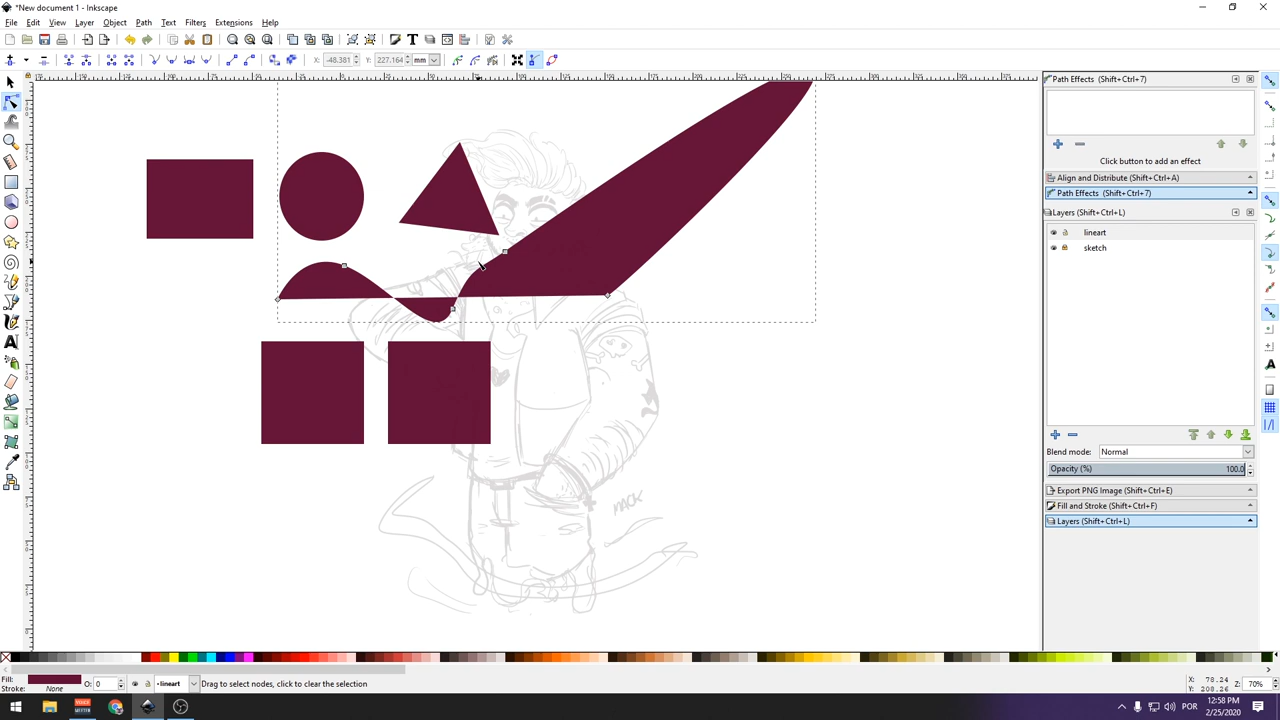 *New document 1 - Inkscape
File Edit View Layer Object Path Text Filters Extensions Help
X: -48.381 Y: 227.164 mm
Path Effects (Shift+Ctrl+7)
Click button to add an effect
Align and Distribute (Shift+Ctrl+A)
Path Effects (Shift+Ctrl+7)
Layers (Shift+Ctrl+L)
lineart
sketch
Blend mode: Normal
Opacity (%) 100.0
Export PNG Image (Shift+Ctrl+E)
Fill and Stroke (Shift+Ctrl+F)
Layers (Shift+Ctrl+L)
MACK
Fill:
Stroke: None
O: 0
•lineart
Drag to select nodes, click to clear the selection
X: 78.24
Y: 208.26
Z: 70%
POR
12:58 PM
2/25/2020